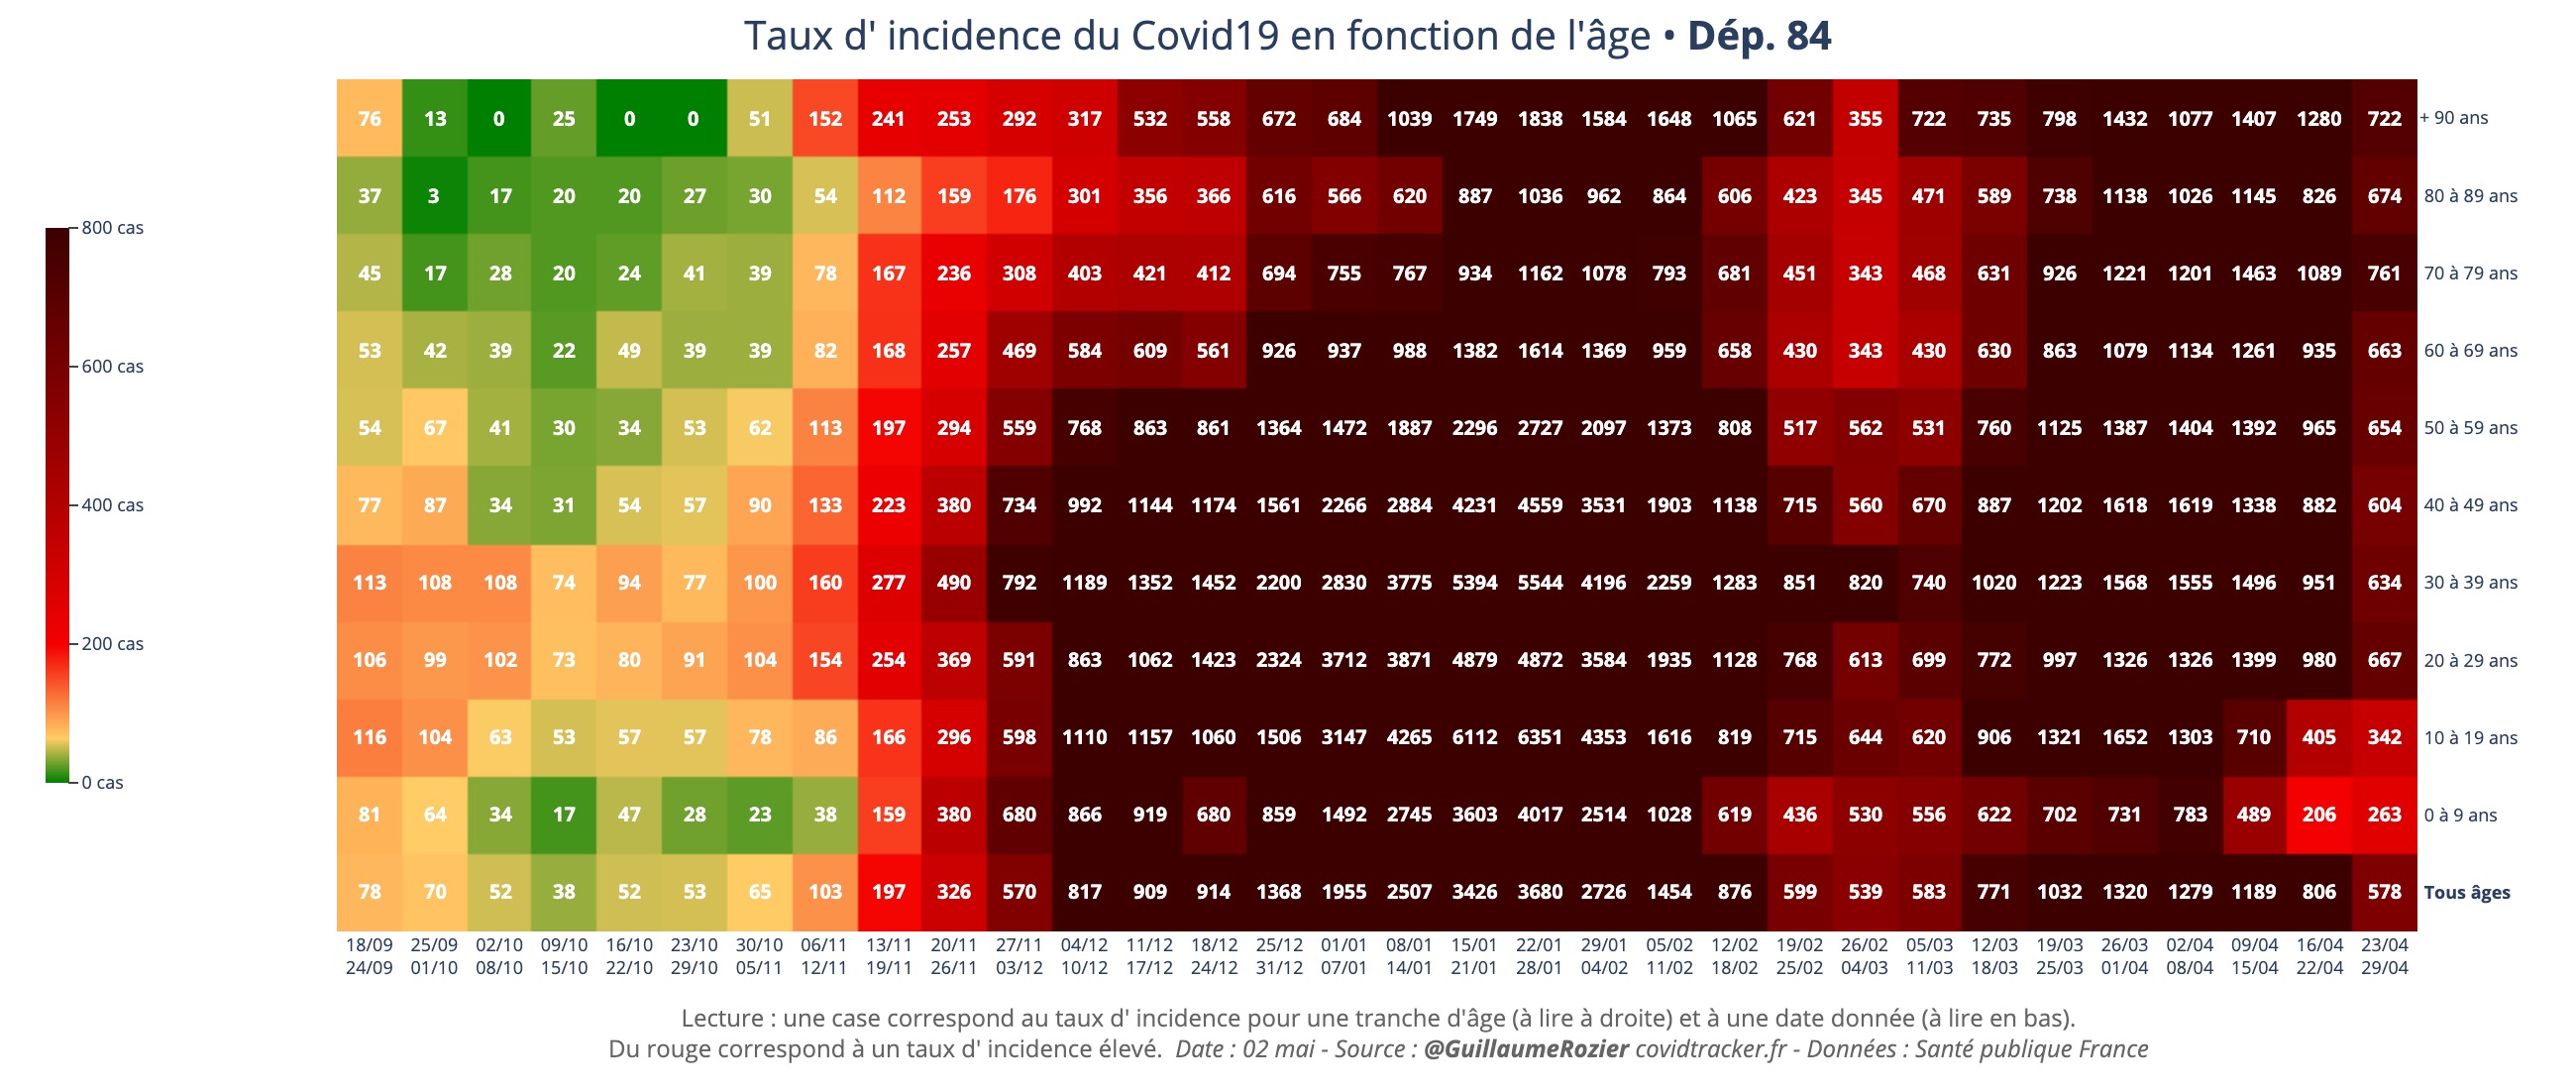 Taux d' incidence du Covid19 en fonction de l'âge • Dép. 84
76 13 0 25 0 0 51 152 241 253 292 317 532 558 672 684 1039 1749 1838 1584 1648 1065 621 355 722 735 798 1432 1077 1407 1280 722 + 90 ans
37 3 17 20 20 27 30 54 112 159 176 301 356 366 616 566 620 887 1036 962 864 606 423 345 471 589 738 1138 1026 1145 826 674 80 à 89 ans
800 cas
45 17 28 20 24 41 39 78 167 236 308 403 421 412 694 755 767 934 1162 1078 793 681 451 343 468 631 926 1221 1201 1463 1089 761 70 à 79 ans
53 42 39 22 49 39 39 82 168 257 469 584 609 561 926 937 988 1382 1614 1369 959 658 430 343 430 630 863 1079 1134 1261 935 663 60 à 69 ans
600 cas
54 67 41 30 34 53 62 113 197 294 559 768 863 861 1364 1472 1887 2296 2727 2097 1373 808 517 562 531 760 1125 1387 1404 1392 965 654 50 à 59 ans
400 cas
77 87 34 31 54 57 90 133 223 380 734 992 1144 1174 1561 2266 2884 4231 4559 3531 1903 1138 715 560 670 887 1202 1618 1619 1338 882 604 40 à 49 ans
113 108 108 74 94 77 100 160 277 490 792 1189 1352 1452 2200 2830 3775 5394 5544 4196 2259 1283 851 820 740 1020 1223 1568 1555 1496 951 634 30 à 39 ans
200 cas
106 99 102 73 80 91 104 154 254 369 591 863 1062 1423 2324 3712 3871 4879 4872 3584 1935 1128 768 613 699 772 997 1326 1326 1399 980 667 20 à 29 ans
116 104 63 53 57 57 78 86 166 296 598 1110 1157 1060 1506 3147 4265 6112 6351 4353 1616 819 715 644 620 906 1321 1652 1303 710 405 342 10 à 19 ans
0 cas
81 64 34 17 47 28 23 38 159 380 680 866 919 680 859 1492 2745 3603 4017 2514 1028 619 436 530 556 622 702 731 783 489 206 263 0 à 9 ans
78 70 52 38 52 53 65 103 197 326 570 817 909 914 1368 1955 2507 3426 3680 2726 1454 876 599 539 583 771 1032 1320 1279 1189 806 578 Tous âges
18/09 25/09 02/10 09/10 16/10 23/10 30/10 06/11 13/11 20/11 27/11 04/12 11/12 18/12 25/12 01/01 08/01 15/01 22/01 29/01 05/02 12/02 19/02 26/02 05/03 12/03 19/03 26/03 02/04 09/04 16/04 23/04
24/09 01/10 08/10 15/10 22/10 29/10 05/11 12/11 19/11 26/11 03/12 10/12 17/12 24/12 31/12 07/01 14/01 21/01 28/01 04/02 11/02 18/02 25/02 04/03 11/03 18/03 25/03 01/04 08/04 15/04 22/04 29/04
Lecture : une case correspond au taux d' incidence pour une tranche d'âge (à lire à droite) et à une date donnée (à lire en bas).
Du rouge correspond à un taux d' incidence élevé. Date : 02 mai - Source : @GuillaumeRozier covidtracker.fr - Données : Santé publique France